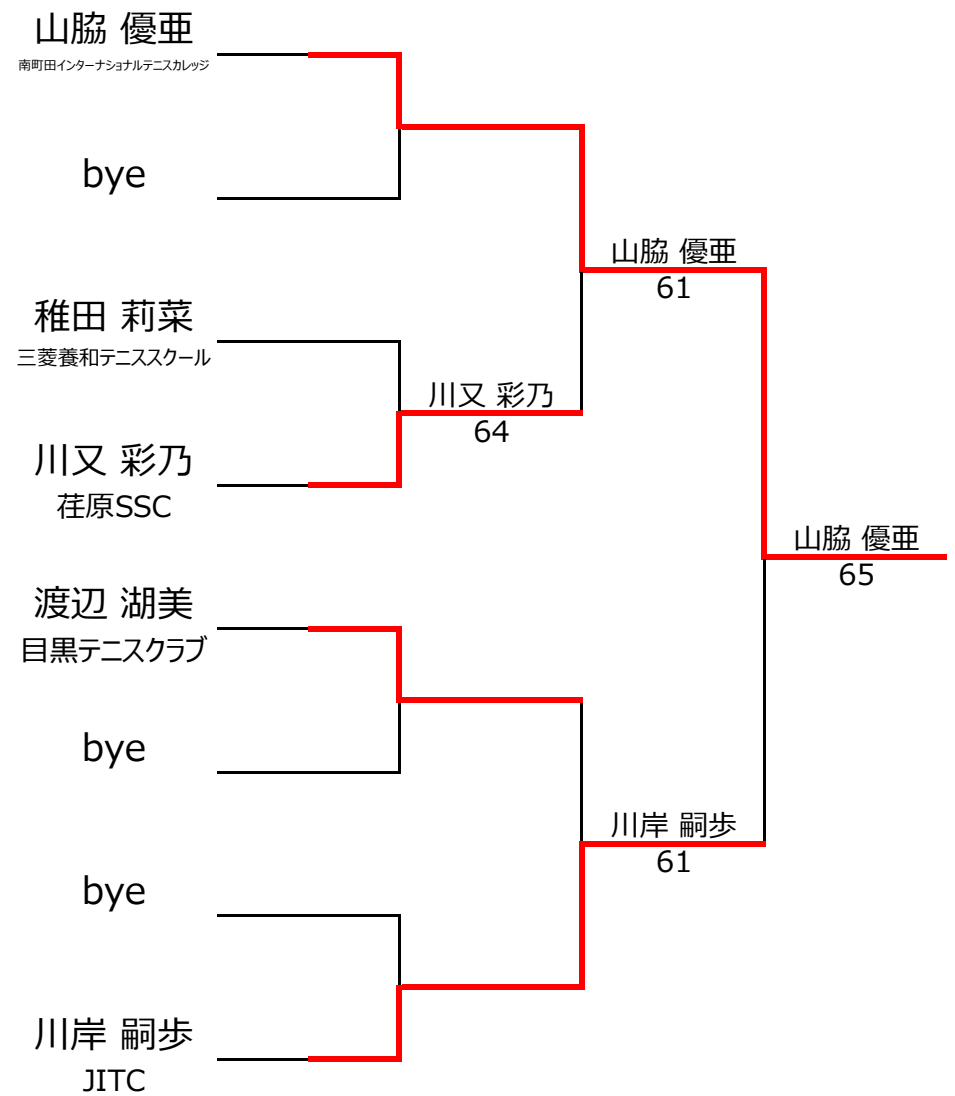 山脇 優亜
南町田インターナショナルテニスカレッジ
bye
稚田 莉菜
三菱養和テニススクール
川又 彩乃
荏原SSC
渡辺 湖美
目黒テニスクラブ
bye
bye
川岸 嗣歩
JITC
川又 彩乃
64
山脇 優亜
61
川岸 嗣歩
61
山脇 優亜
65